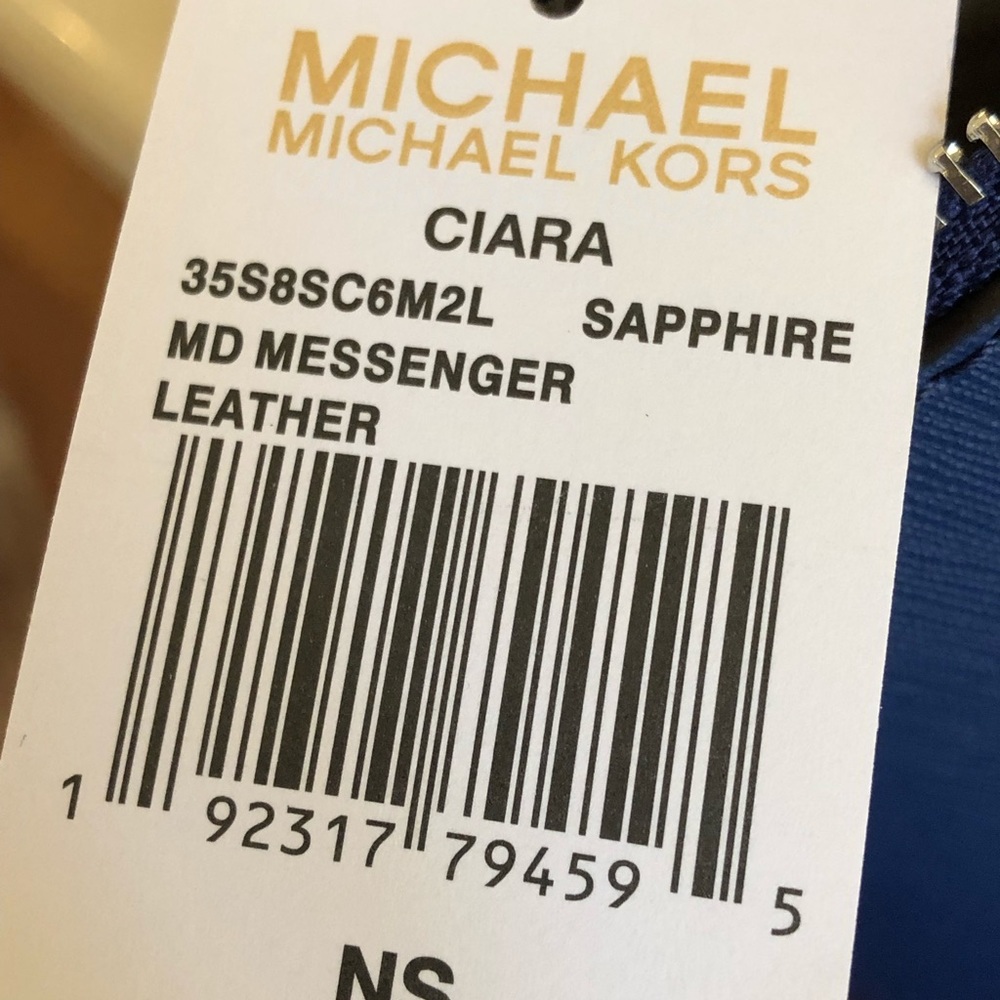 MICHAEL
MICHAEL KORS
CIARA
35S8SC6M2L SAPPHIRE
MD MESSENGER
LEATHER
1 92317 79459 5
NS